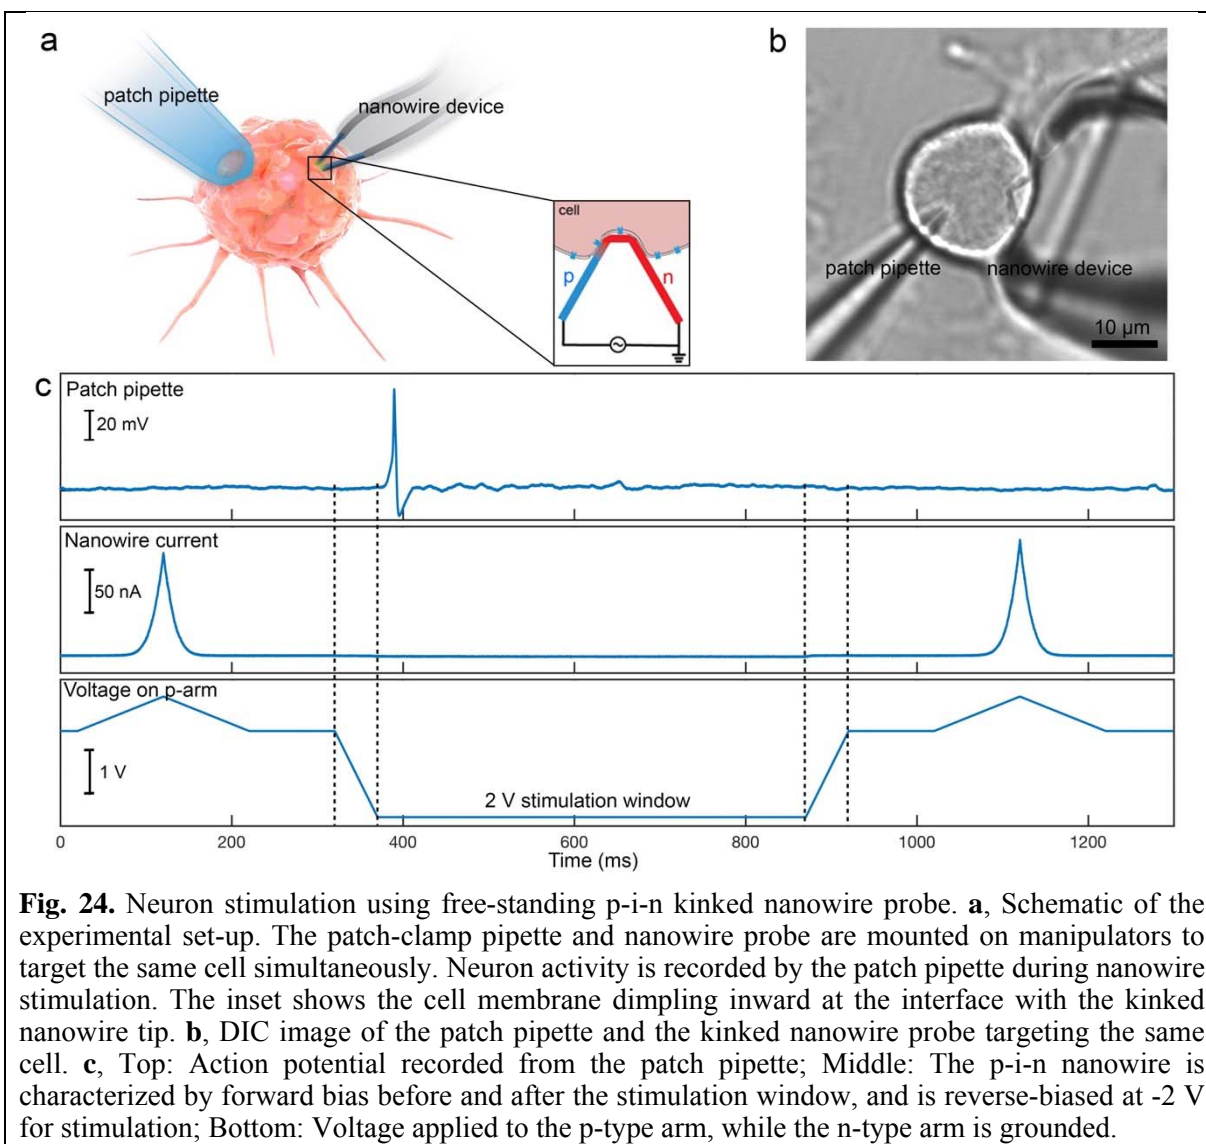 a
patch pipette
nanowire device
cell
p
n
b
patch pipette
nanowire device
10 μm
c
Patch pipette
20 mV
Nanowire current
50 nA
Voltage on p-arm
1 V
2 V stimulation window
0 200 400 600 800 1000 1200
Time (ms)
Fig. 24. Neuron stimulation using free-standing p-i-n kinked nanowire probe. a, Schematic of the
experimental set-up. The patch-clamp pipette and nanowire probe are mounted on manipulators to
target the same cell simultaneously. Neuron activity is recorded by the patch pipette during nanowire
stimulation. The inset shows the cell membrane dimpling inward at the interface with the kinked
nanowire tip. b, DIC image of the patch pipette and the kinked nanowire probe targeting the same
cell. c, Top: Action potential recorded from the patch pipette; Middle: The p-i-n nanowire is
characterized by forward bias before and after the stimulation window, and is reverse-biased at -2 V
for stimulation; Bottom: Voltage applied to the p-type arm, while the n-type arm is grounded.